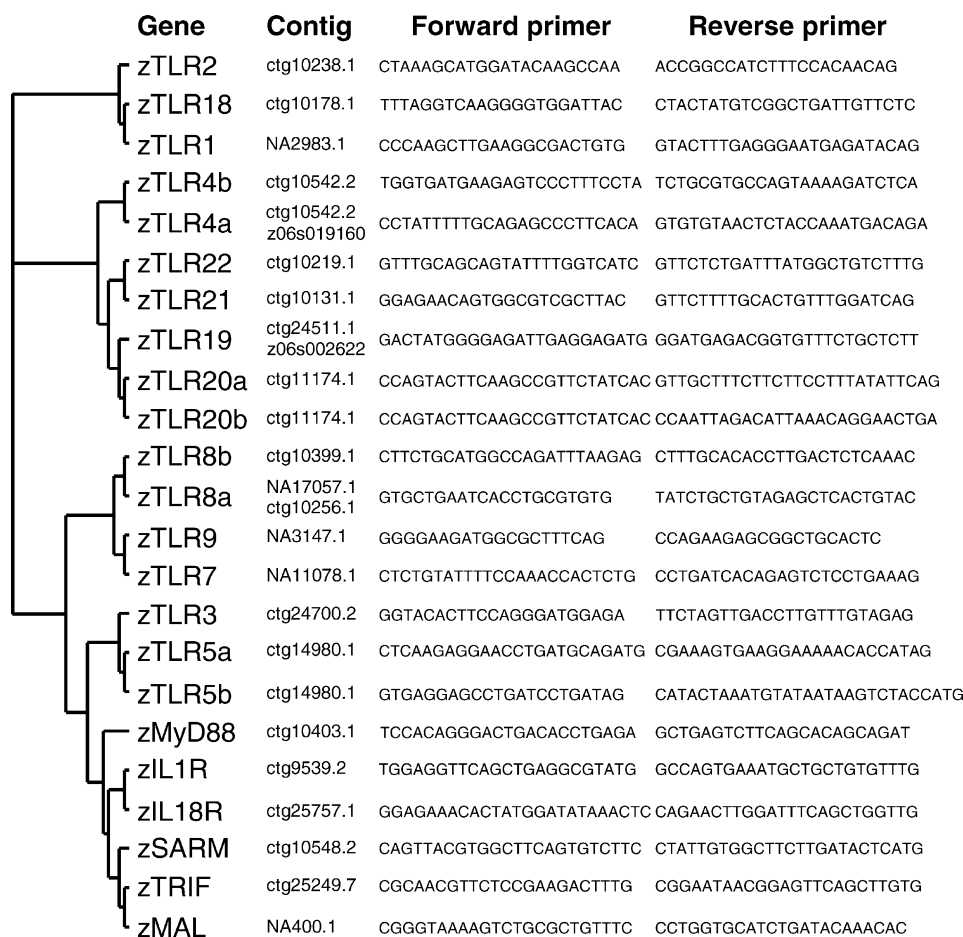 Gene Contig Forward primer Reverse primer
zTLR2 ctg10238.1 CTAAAGCATGGATACAAGCCAA ACCGGCCATCTTTCCACAACAG
zTLR18 ctg10178.1 TTTAGGTCAAGGGGTGGATTAC CTACTATGTCGGCTGATTGTTCTC
zTLR1 NA2983.1 CCCAAGCTTGAAGGCGACTGTG GTACTTTGAGGGAATGAGATACAG
zTLR4b ctg10542.2 TGGTGATGAAGAGTCCCTTTCCTA TCTGCGTGCCAGTAAAAGATCTCA
zTLR4a ctg10542.2 z06s019160 CCTATTTTTGCAGAGCCCTTCACA GTGTGTAACTCTACCAAATGACAGA
zTLR22 ctg10219.1 GTTTGCAGCAGTATTTTGGTCATC GTTCTCTGATTTATGGCTGTCTTTG
zTLR21 ctg10131.1 GGAGAACAGTGGCGTCGCTTAC GTTCTTTTGCACTGTTTGGATCAG
zTLR19 ctg24511.1 z06s002622 GACTATGGGGAGATTGAGGAGATG GGATGAGACGGTGTTTCTGCTCTT
zTLR20a ctg11174.1 CCAGTACTTCAAGCCGTTCTATCAC GTTGCTTTCTTCTTCCTTTATATTCAG
zTLR20b ctg11174.1 CCAGTACTTCAAGCCGTTCTATCAC CCAATTAGACATTAAACAGGAACTGA
zTLR8b ctg10399.1 CTTCTGCATGGCCAGATTTAAGAG CTTTGCACACCTTGACTCTCAAAC
zTLR8a NA17057.1 ctg10256.1 GTGCTGAATCACCTGCGTGTG TATCTGCTGTAGAGCTCACTGTAC
zTLR9 NA3147.1 GGGGAAGATGGCGCTTTCAG CCAGAAGAGCGGCTGCACTC
zTLR7 NA11078.1 CTCTGTATTTTCCAAACCACTCTG CCTGATCACAGAGTCTCCTGAAAG
zTLR3 ctg24700.2 GGTACACTTCCAGGGATGGAGA TTCTAGTTGACCTTGTTTGTAGAG
zTLR5a ctg14980.1 CTCAAGAGGAACCTGATGCAGATG CGAAAGTGAAGGAAAAACACCATAG
zTLR5b ctg14980.1 GTGAGGAGCCTGATCCTGATAG CATACTAAATGTATAATAAGTCTACCATG
zMyD88 ctg10403.1 TCCACAGGGACTGACACCTGAGA GCTGAGTCTTCAGCACAGCAGAT
zIL1R ctg9539.2 TGGAGGTTCAGCTGAGGCGTATG GCCAGTGAAATGCTGCTGTGTTTG
zIL18R ctg25757.1 GGAGAAACACTATGGATATAAACTC CAGAACTTGGATTTCAGCTGGTTG
zSARM ctg10548.2 CAGTTACGTGGCTTCAGTGTCTTC CTATTGTGGCTTCTTGATACTCATG
zTRIF ctg25249.7 CGCAACGTTCTCCGAAGACTTTG CGGAATAACGGAGTTCAGCTTGTG
zMAL NA400.1 CGGGTAAAAGTCTGCGCTGTTTC CCTGGTGCATCTGATACAAACAC